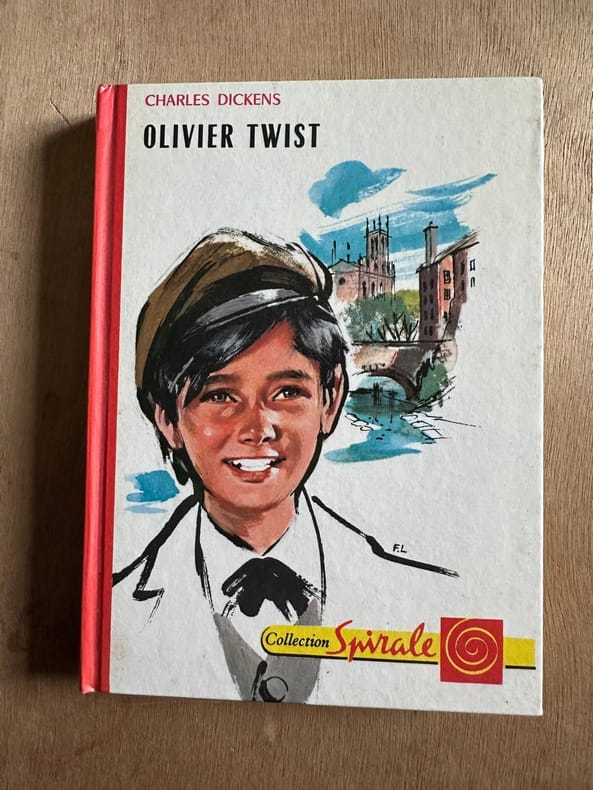 CHARLES DICKENS
OLIVIER TWIST
F.L
Collection Spirale